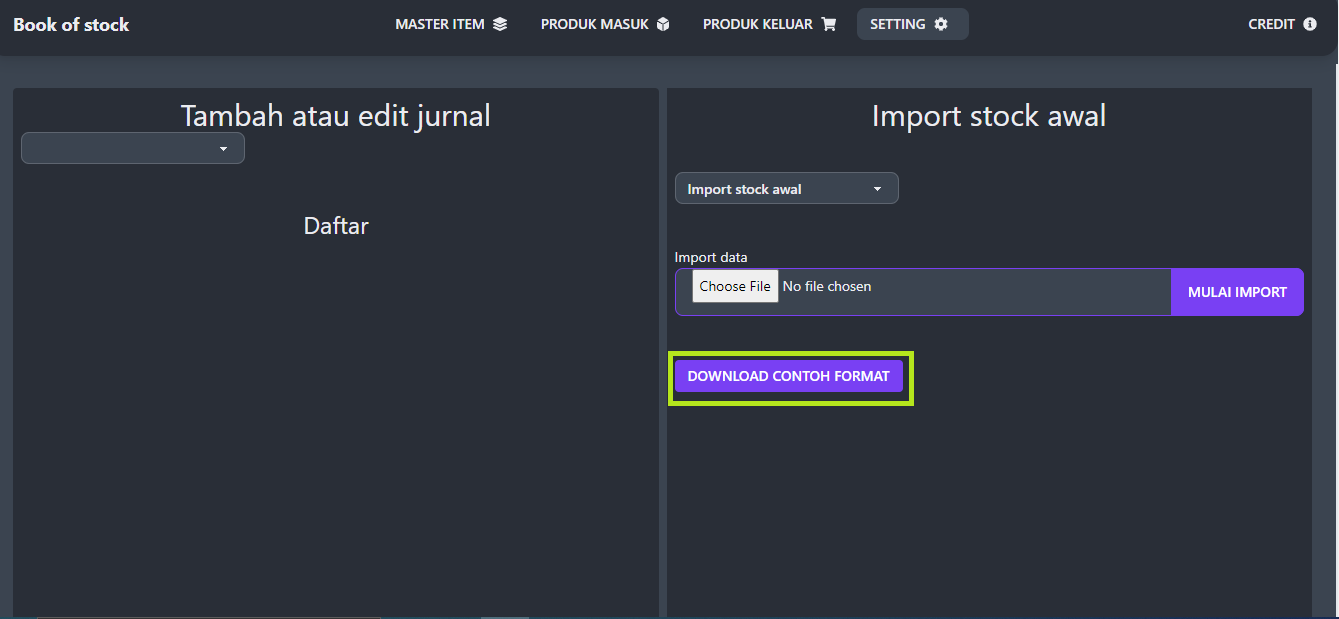 Book of stock
MASTER ITEM
PRODUK MASUK
PRODUK KELUAR
SETTING
CREDIT
Tambah atau edit jurnal
Daftar
Import stock awal
Import stock awal
Import data
Choose File No file chosen
MULAI IMPORT
DOWNLOAD CONTOH FORMAT